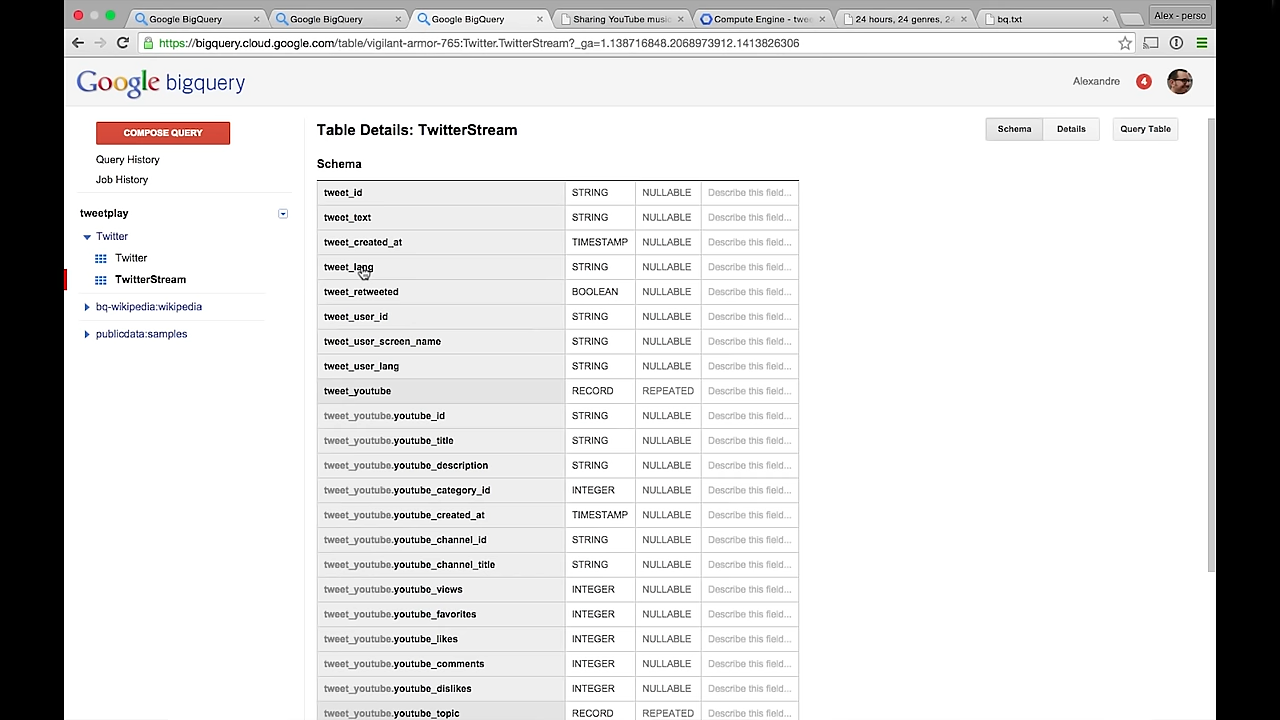 Google BigQuery
Google BigQuery
Google BigQuery
Sharing YouTube musi
Compute Engine - twe
24 hours, 24 genres, 24
bq.txt
Alex - perso
https://bigquery.cloud.google.com/table/vigilant-armor-765:Twitter.TwitterStream?_ga=1.138716848.2068973912.1413826306
Google bigquery
Alexandre
4
COMPOSE QUERY
Query History
Job History
tweetplay
Twitter
Twitter
TwitterStream
bq-wikipedia:wikipedia
publicdata:samples
Table Details: TwitterStream
Schema
Details
Query Table
Schema
tweet_id STRING NULLABLE Describe this field...
tweet_text STRING NULLABLE Describe this field...
tweet_created_at TIMESTAMP NULLABLE Describe this field...
tweet_lang STRING NULLABLE Describe this field...
tweet_retweeted BOOLEAN NULLABLE Describe this field...
tweet_user_id STRING NULLABLE Describe this field...
tweet_user_screen_name STRING NULLABLE Describe this field...
tweet_user_lang STRING NULLABLE Describe this field...
tweet_youtube RECORD REPEATED Describe this field...
tweet_youtube.youtube_id STRING NULLABLE Describe this field...
tweet_youtube.youtube_title STRING NULLABLE Describe this field...
tweet_youtube.youtube_description STRING NULLABLE Describe this field...
tweet_youtube.youtube_category_id INTEGER NULLABLE Describe this field...
tweet_youtube.youtube_created_at TIMESTAMP NULLABLE Describe this field...
tweet_youtube.youtube_channel_id STRING NULLABLE Describe this field...
tweet_youtube.youtube_channel_title STRING NULLABLE Describe this field...
tweet_youtube.youtube_views INTEGER NULLABLE Describe this field...
tweet_youtube.youtube_favorites INTEGER NULLABLE Describe this field...
tweet_youtube.youtube_likes INTEGER NULLABLE Describe this field...
tweet_youtube.youtube_comments INTEGER NULLABLE Describe this field...
tweet_youtube.youtube_dislikes INTEGER NULLABLE Describe this field...
tweet_youtube.youtube_topic RECORD REPEATED Describe this field...